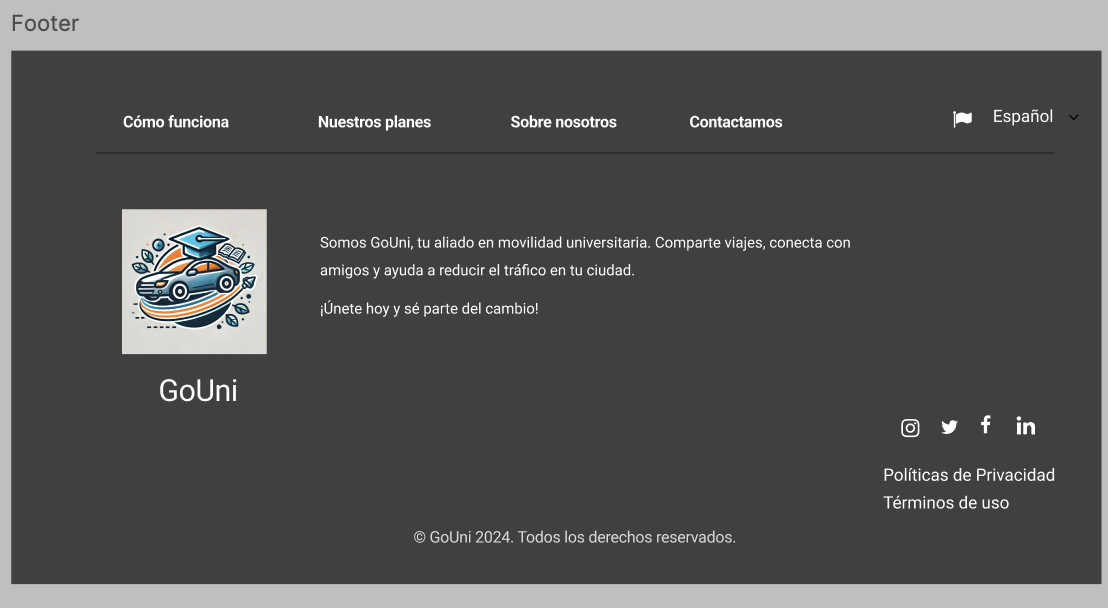 Footer
Cómo funciona
Nuestros planes
Sobre nosotros
Contactamos
Español
Somos GoUni, tu aliado en movilidad universitaria. Comparte viajes, conecta con
amigos y ayuda a reducir el tráfico en tu ciudad.
¡Únete hoy y sé parte del cambio!
GoUni
Políticas de Privacidad
Términos de uso
© GoUni 2024. Todos los derechos reservados.